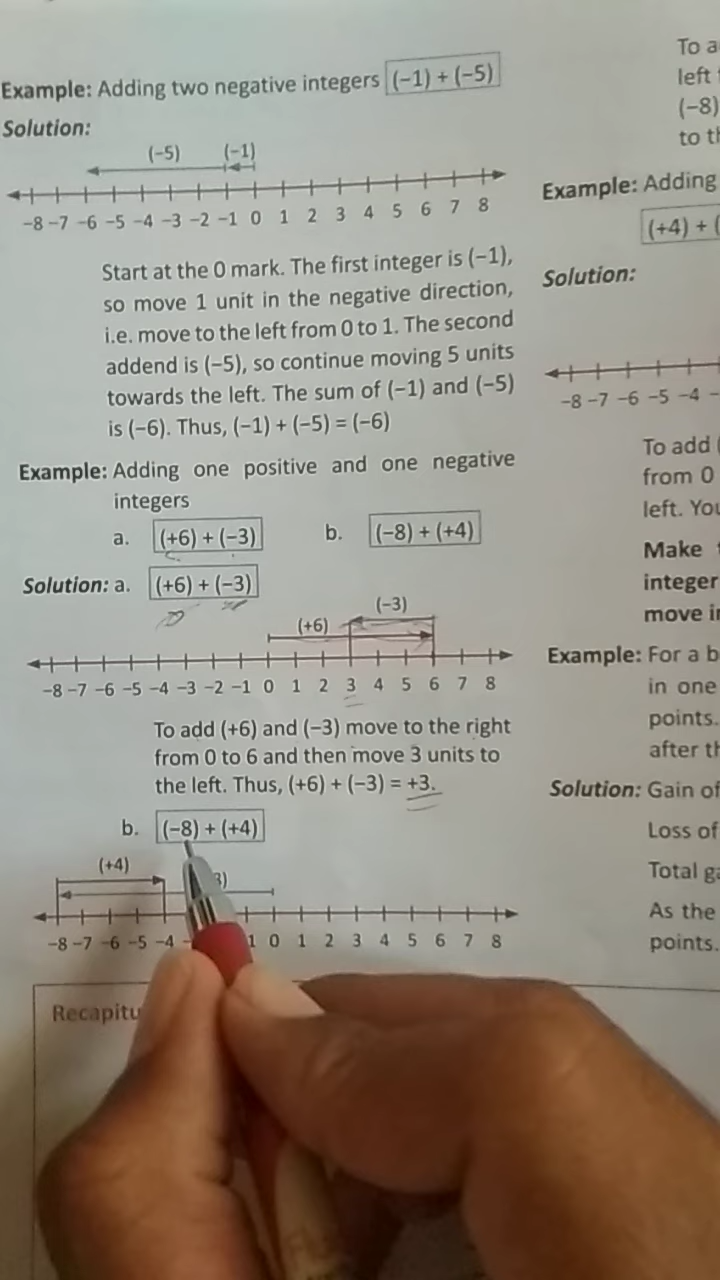 Example: Adding two negative integers (−1) + (−5)
Solution:
(−5) (−1)
−8 −7 −6 −5 −4 −3 −2 −1 0 1 2 3 4 5 6 7 8
Start at the 0 mark. The first integer is (−1),
so move 1 unit in the negative direction,
i.e. move to the left from 0 to 1. The second
addend is (−5), so continue moving 5 units
towards the left. The sum of (−1) and (−5)
is (−6). Thus, (−1) + (−5) = (−6)
Example: Adding one positive and one negative
integers
a. (+6) + (−3) b. (−8) + (+4)
Solution: a. (+6) + (−3)
(+6) (−3)
−8 −7 −6 −5 −4 −3 −2 −1 0 1 2 3 4 5 6 7 8
To add (+6) and (−3) move to the right
from 0 to 6 and then move 3 units to
the left. Thus, (+6) + (−3) = +3.
b. (−8) + (+4)
(+4)
−8 −7 −6 −5 −4 1 0 1 2 3 4 5 6 7 8
To a
left
(−8)
to th
Example: Adding
(+4) + (
Solution:
−8 −7 −6 −5 −4 −
To add
from 0
left. You
Make
integer
move in
Example: For a b
in one
points.
after th
Solution: Gain of
Loss of
Total ga
As the
points.